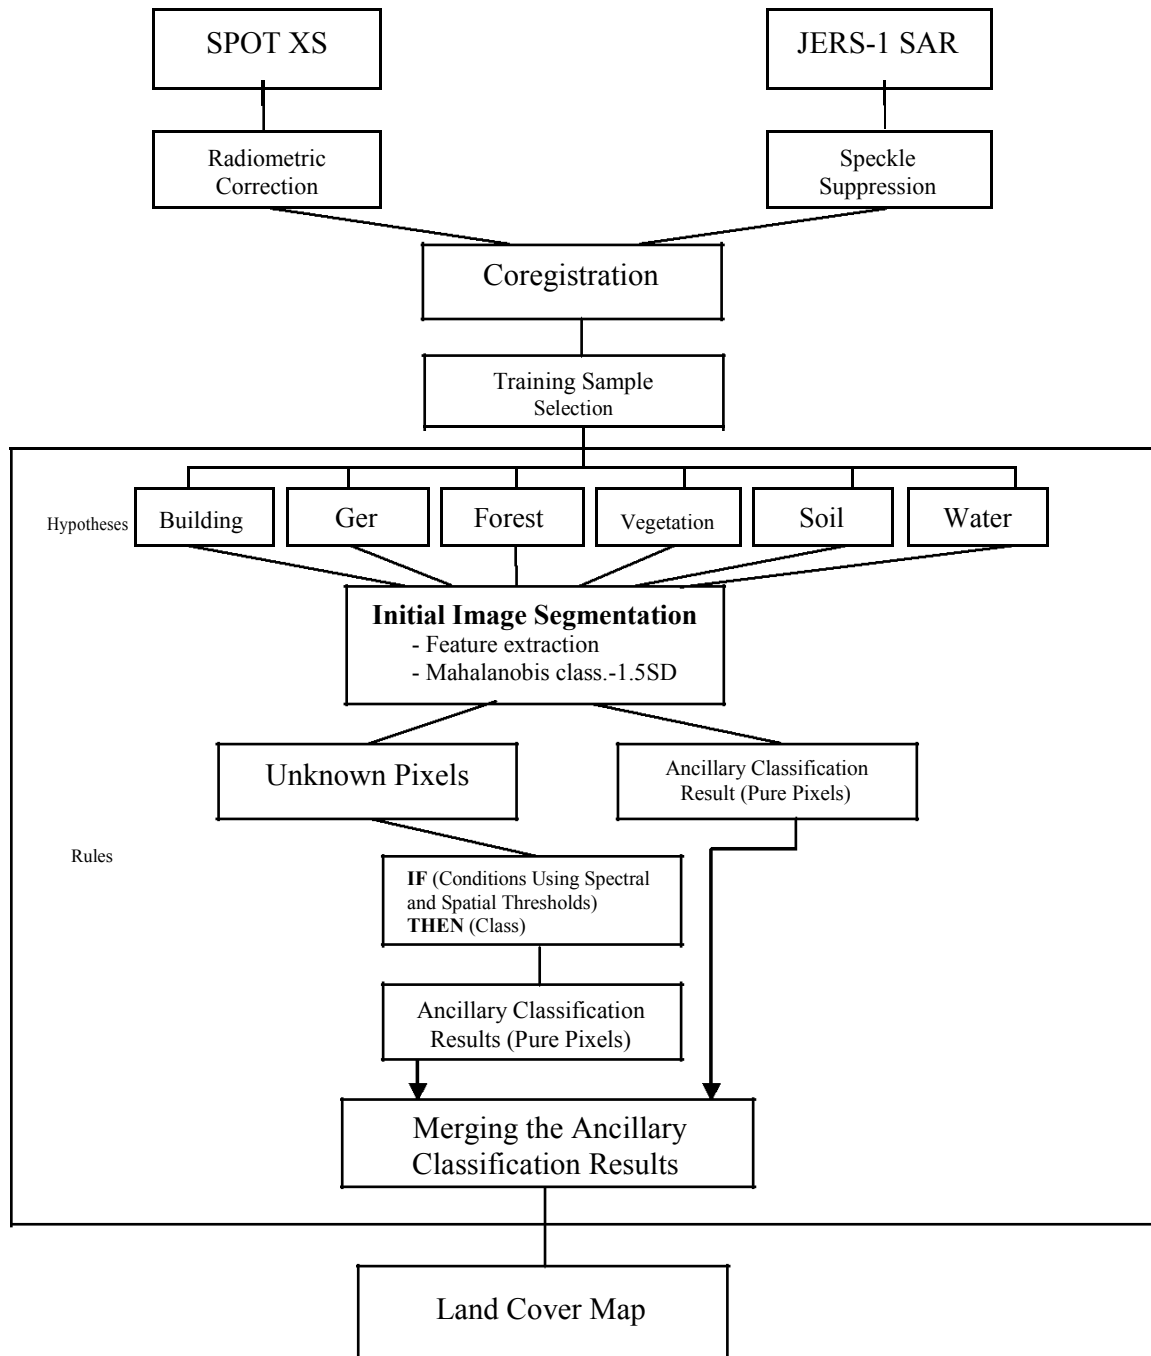 SPOT XS
JERS-1 SAR
Radiometric
Correction
Speckle
Suppression
Coregistration
Training Sample
Selection
Hypotheses
Building
Ger
Forest
Vegetation
Soil
Water
Initial Image Segmentation
- Feature extraction
- Mahalanobis class.-1.5SD
Unknown Pixels
Ancillary Classification
Result (Pure Pixels)
Rules
IF (Conditions Using Spectral
and Spatial Thresholds)
THEN (Class)
Ancillary Classification
Results (Pure Pixels)
Merging the Ancillary
Classification Results
Land Cover Map